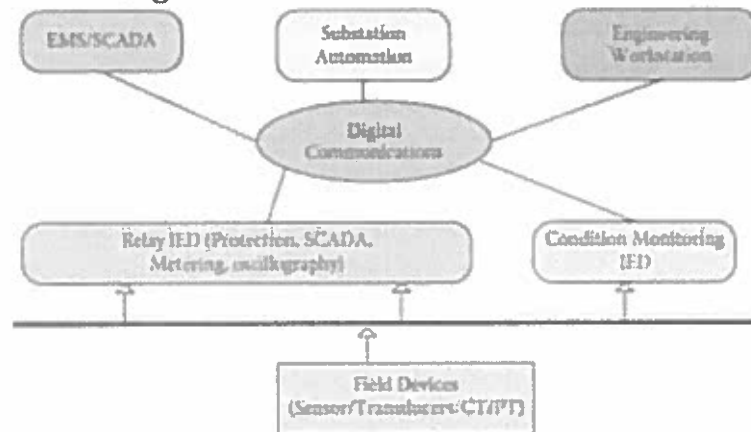 EMS/SCADA
Substation
Automation
Engineering
Workstation
Digital
Communications
Relay IED (Protection, SCADA,
Metering, oscillography)
Condition Monitoring
IED
Field Devices
(Sensor/Transducers/CT/PT)